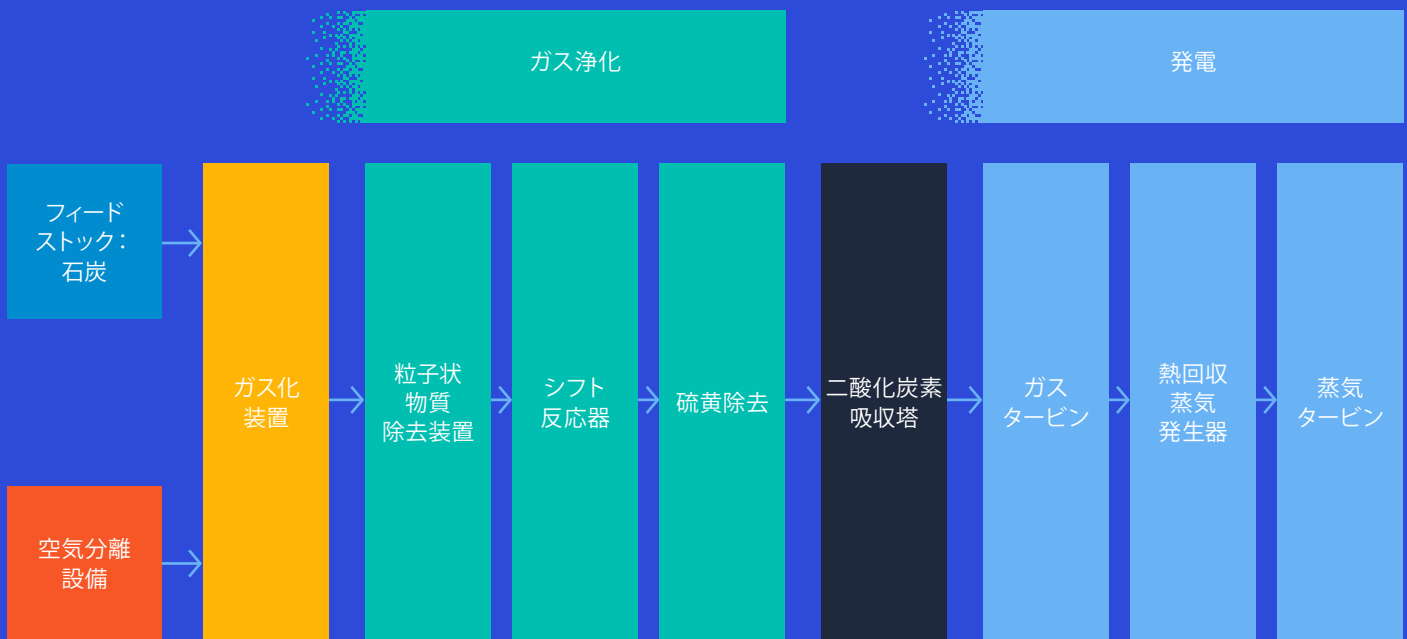 ガス浄化
発電
フィード
ストック：
石炭
空気分離
設備
ガス化
装置
粒子状
物質
除去装置
シフト
反応器
硫黄除去
二酸化炭素
吸収塔
ガス
タービン
熱回収
蒸気
発生器
蒸気
タービン